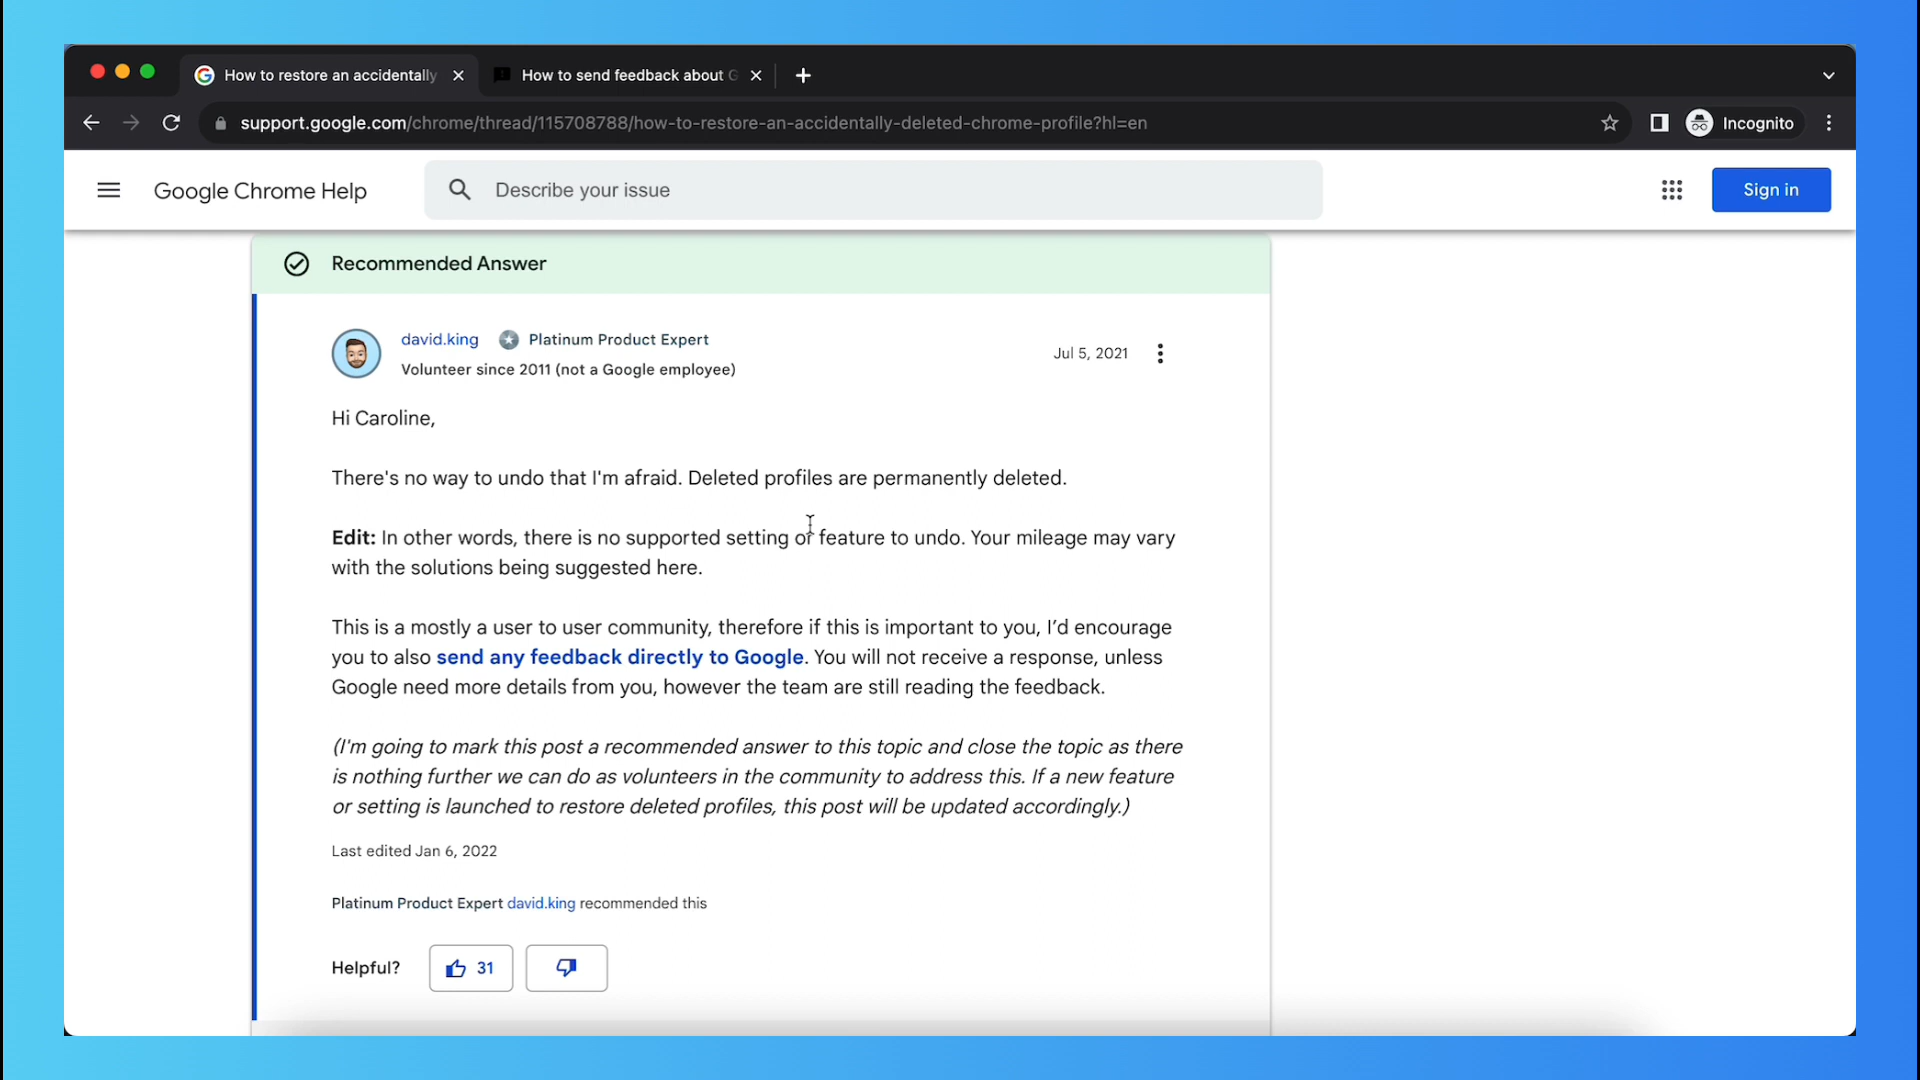 How to restore an accidentally
How to send feedback about G
support.google.com/chrome/thread/115708788/how-to-restore-an-accidentally-deleted-chrome-profile?hl=en
Incognito
Google Chrome Help
Describe your issue
Sign in
Recommended Answer
david.king Platinum Product Expert
Volunteer since 2011 (not a Google employee)
Jul 5, 2021
Hi Caroline,
There's no way to undo that I'm afraid. Deleted profiles are permanently deleted.
Edit: In other words, there is no supported setting or feature to undo. Your mileage may vary
with the solutions being suggested here.
This is a mostly a user to user community, therefore if this is important to you, I’d encourage
you to also send any feedback directly to Google. You will not receive a response, unless
Google need more details from you, however the team are still reading the feedback.
(I'm going to mark this post a recommended answer to this topic and close the topic as there
is nothing further we can do as volunteers in the community to address this. If a new feature
or setting is launched to restore deleted profiles, this post will be updated accordingly.)
Last edited Jan 6, 2022
Platinum Product Expert david.king recommended this
Helpful?
31